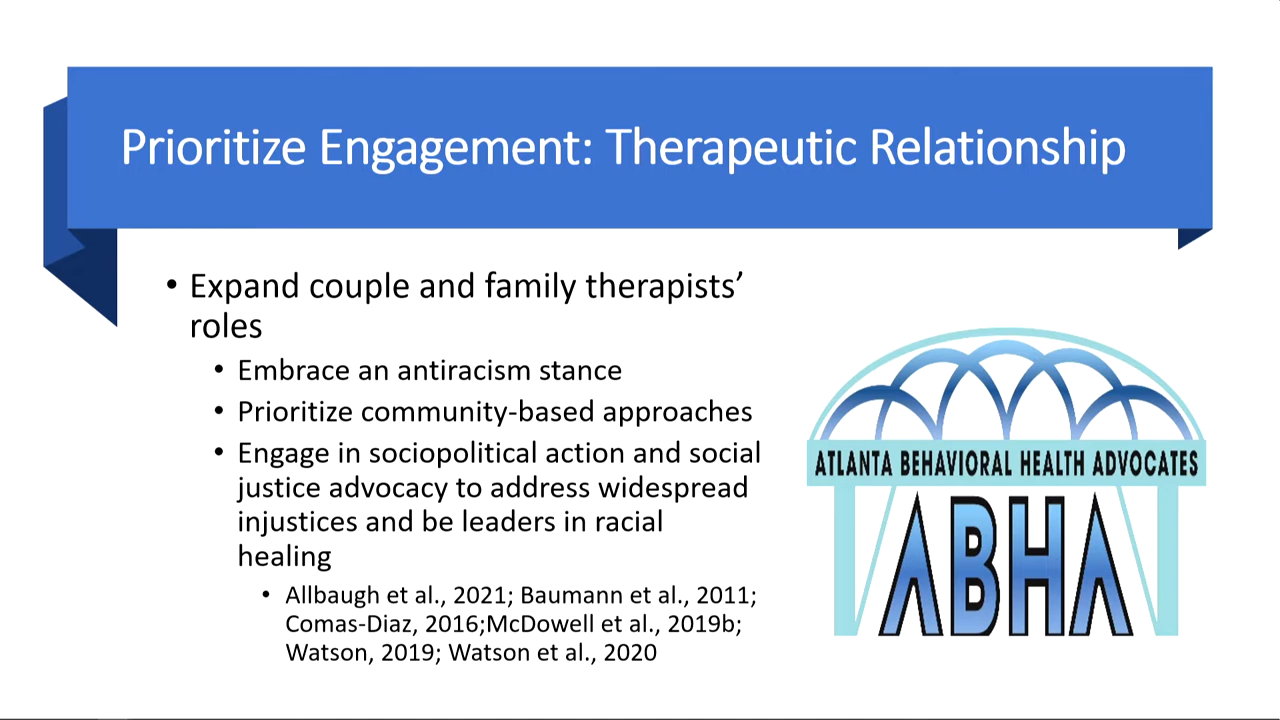 Prioritize Engagement: Therapeutic Relationship
• Expand couple and family therapists’
roles
• Embrace an antiracism stance
• Prioritize community-based approaches
• Engage in sociopolitical action and social
justice advocacy to address widespread
injustices and be leaders in racial
healing
• Allbaugh et al., 2021; Baumann et al., 2011;
Comas-Diaz, 2016;McDowell et al., 2019b;
Watson, 2019; Watson et al., 2020
ATLANTA BEHAVIORAL HEALTH ADVOCATES
ABHA